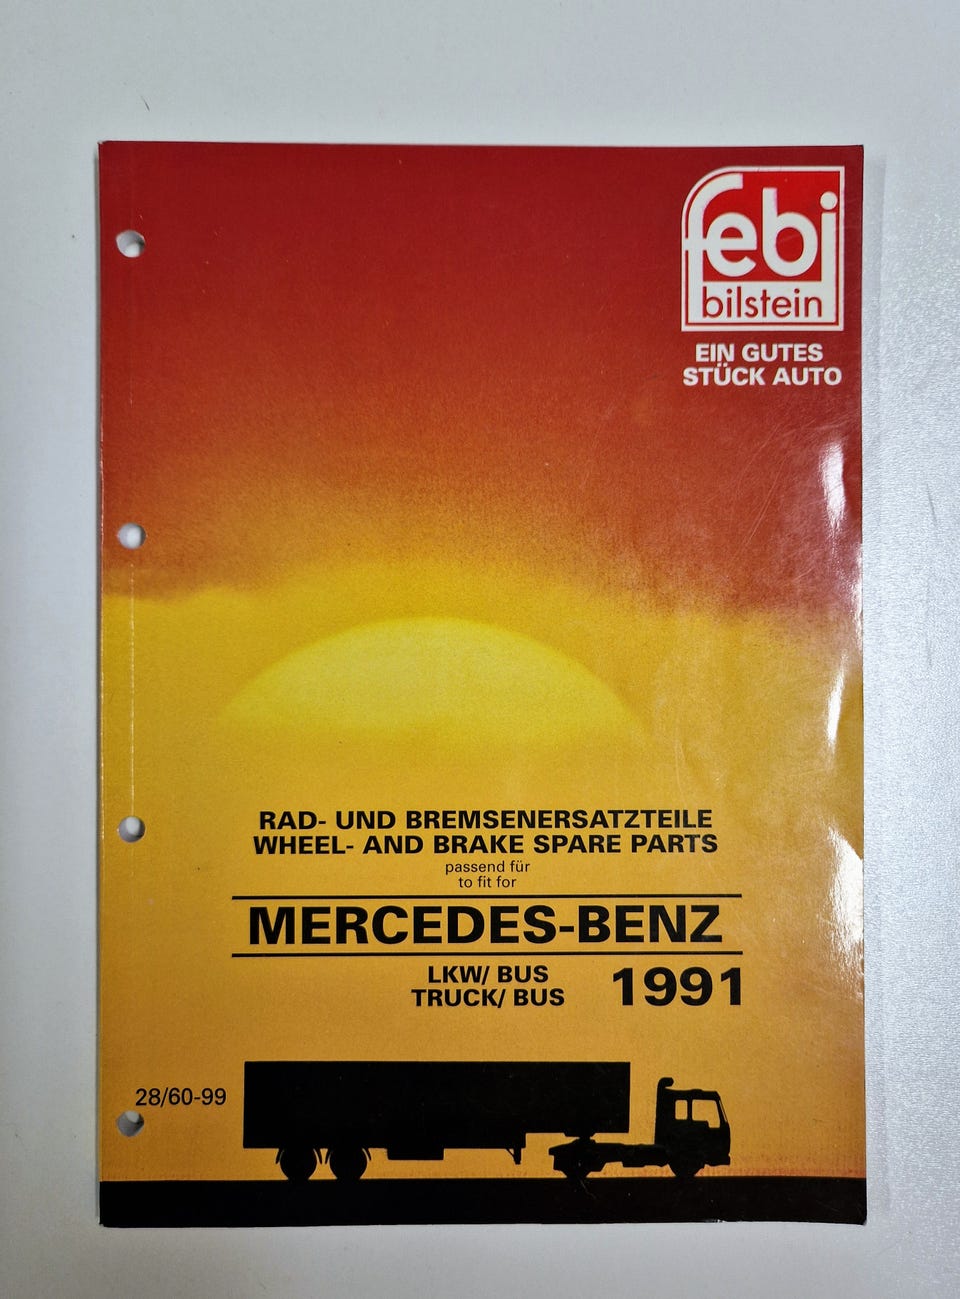 febi
bilstein
EIN GUTES
STÜCK AUTO
RAD- UND BREMSENERSATZTEILE
WHEEL- AND BRAKE SPARE PARTS
passend für
to fit for
MERCEDES-BENZ
LKW/ BUS
TRUCK/ BUS
1991
28/60-99